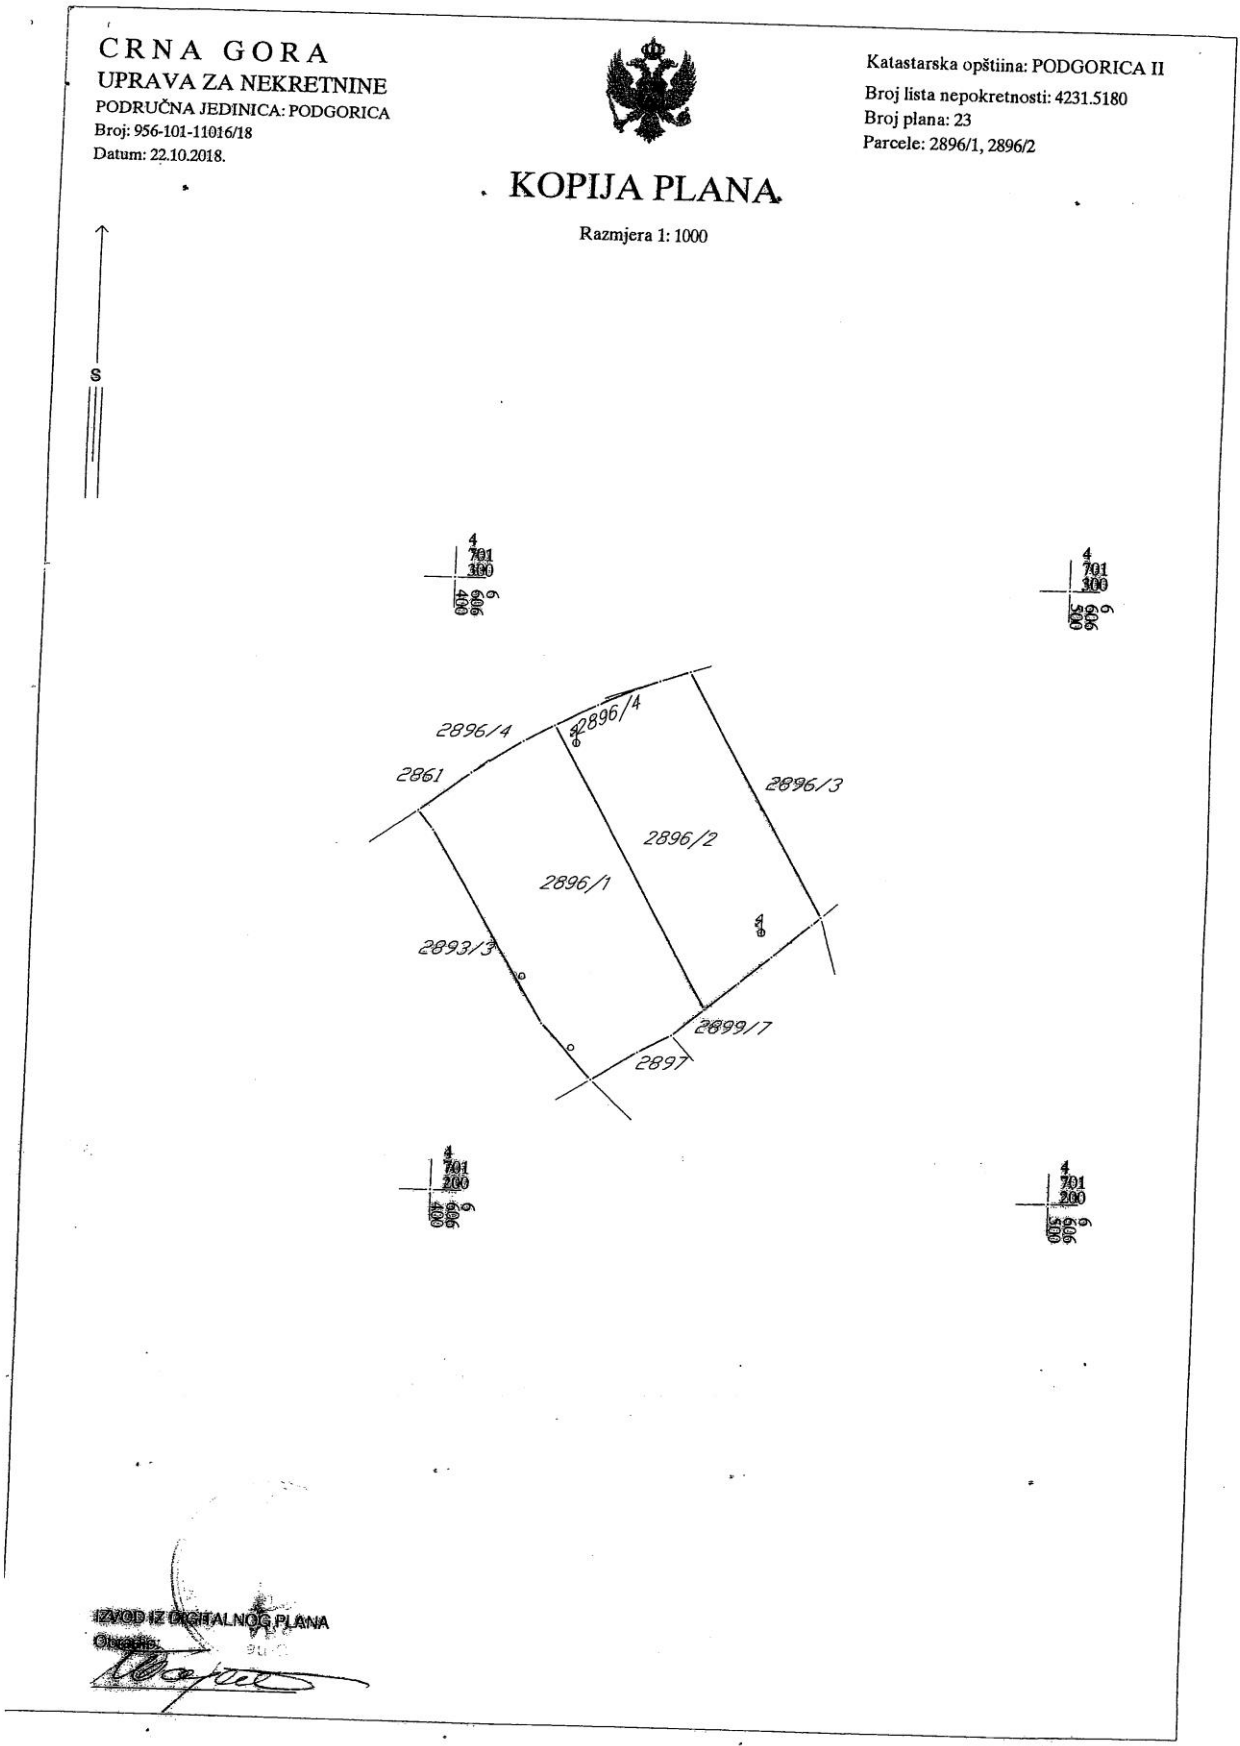 CRNA GORA
UPRAVA ZA NEKRETNINE
PODRUČNA JEDINICA: PODGORICA
Broj: 956-101-11016/18
Datum: 22.10.2018.
Katastarska opštiina: PODGORICA II
Broj lista nepokretnosti: 4231.5180
Broj plana: 23
Parcele: 2896/1, 2896/2
KOPIJA PLANA
Razmjera 1: 1000
S
4
701
300
6
606
400
4
701
300
6
606
500
2896/4
2896/4
2861
2896/3
2896/2
2896/1
2893/3
2899/7
2897
4
701
200
6
606
400
4
701
200
6
606
500
IZVOD IZ DIGITALNOG PLANA
Obradio: